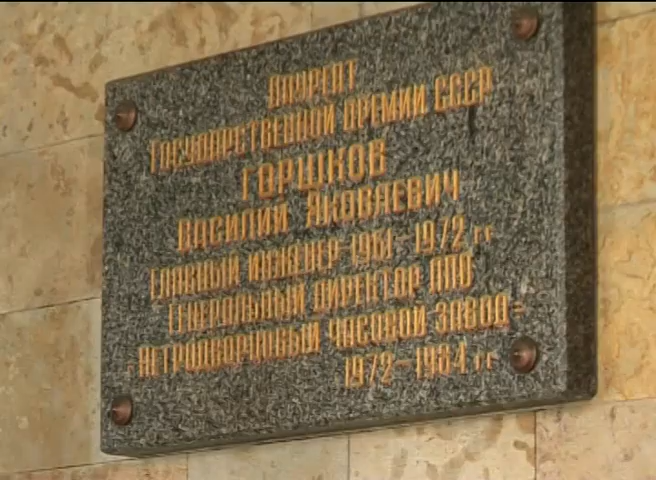 Лауреат
Государственной премии СССР
ГОРШКОВ
Василий Яковлевич
Главный инженер 1961–1972 гг
Генеральный директор ППО
„Петродворцовый часовой завод"
1972–1984 гг